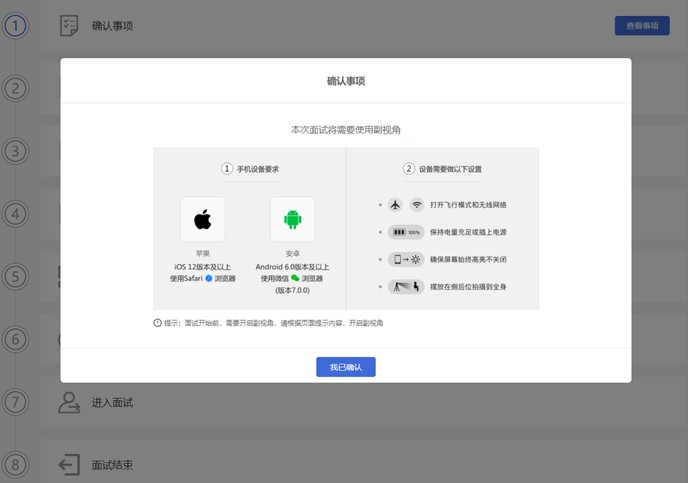 1
确认事项
查看事项
2
确认事项
3
本次面试将需要使用副视角
1 手机设备要求
2 设备需要做以下设置
4
打开飞行模式和无线网络
100%
保持电量充足或插上电源
苹果
安卓
iOS 12版本及以上
使用Safari 浏览器
Android 6.0版本及以上
使用微信 浏览器
(版本7.0.0)
确保屏幕始终高亮不关闭
5
摆放在侧后位拍摄到全身
提示:面试开始前、需要开启副视角、请根据页面提示内容、开启副视角
6
我已确认
7
进入面试
8
面试结束